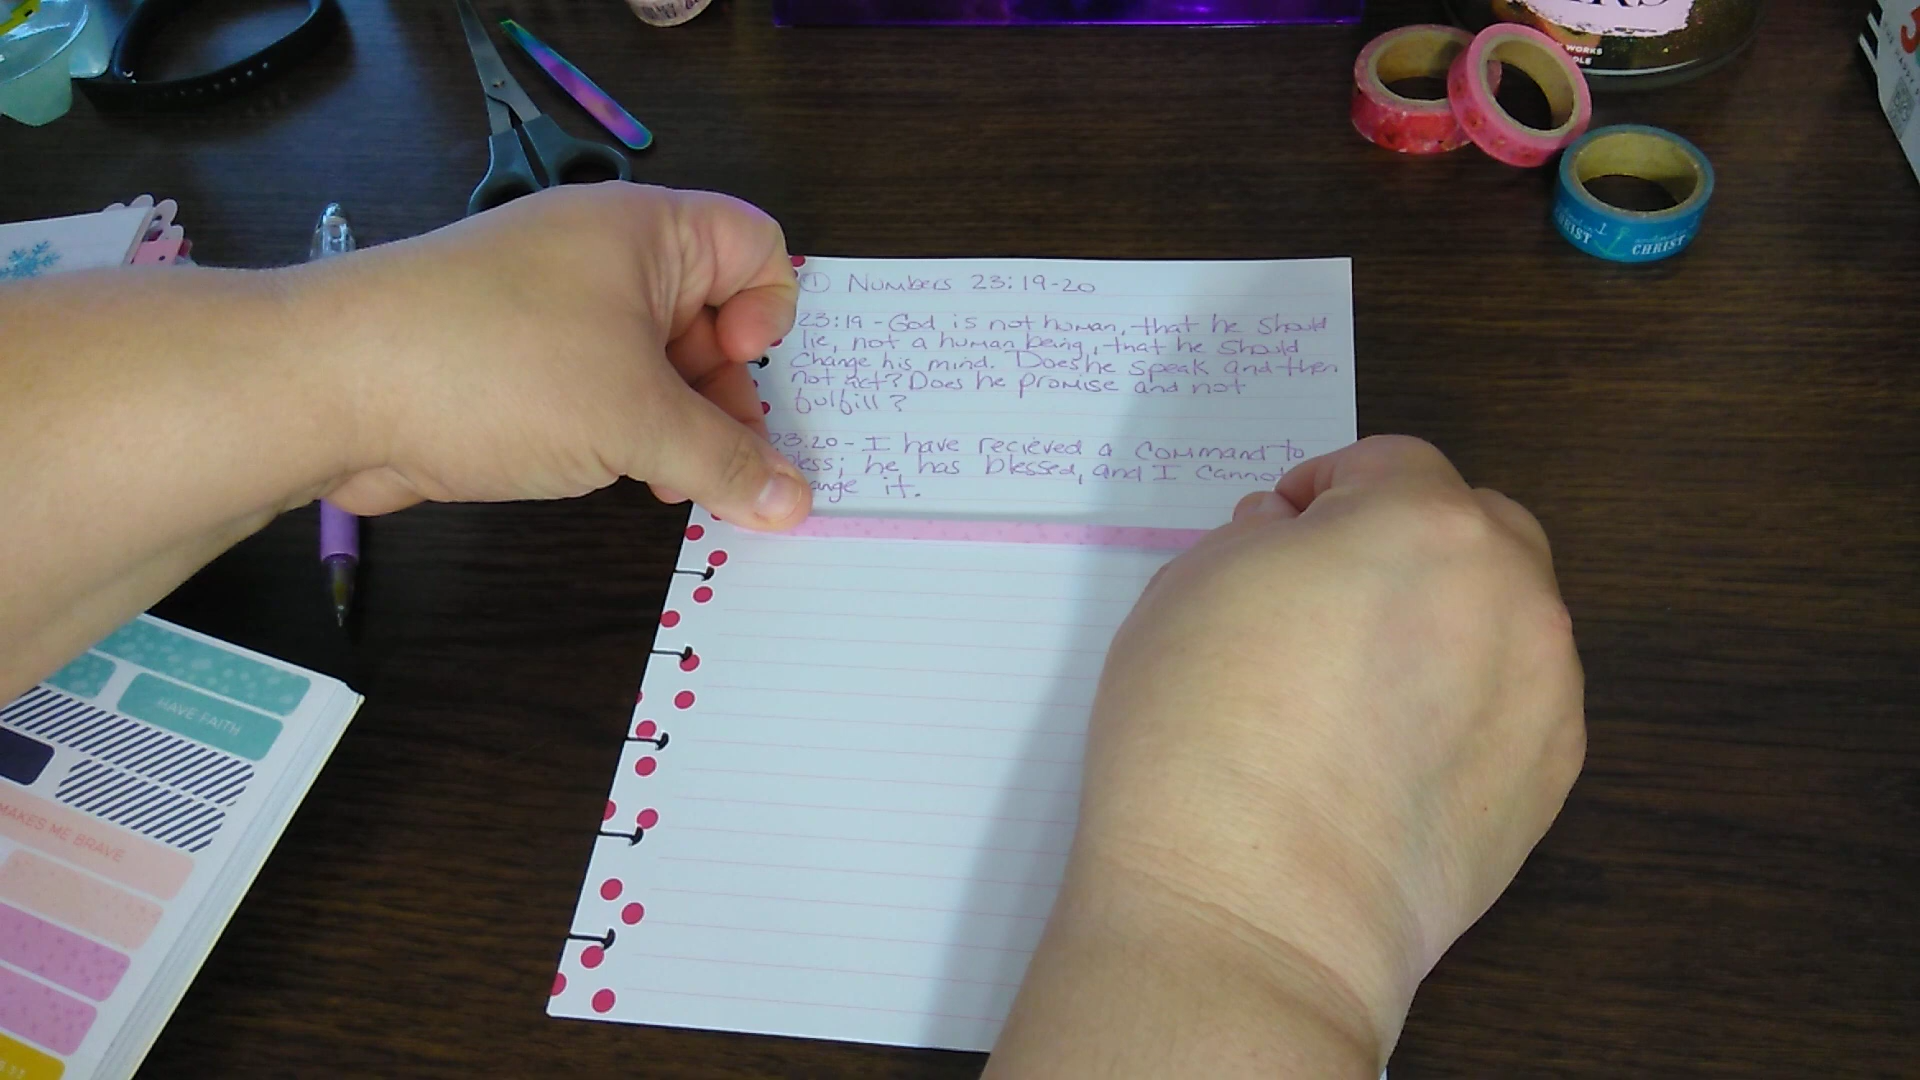 ① Numbers 23:19-20
23:19 - God is not human, that he should
lie, not a human being, that he should
change his mind. Does he speak and then
not act? Does he promise and not
fulfill?
23:20 - I have recieved a command to
bless; he has blessed, and I cannot
ange it.
HAVE FAITH
MAKES ME BRAVE
WORKS
CHRIST
CHRIST